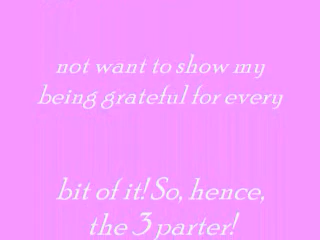 not want to show my
being grateful for every
bit of it! So, hence,
the 3 parter!